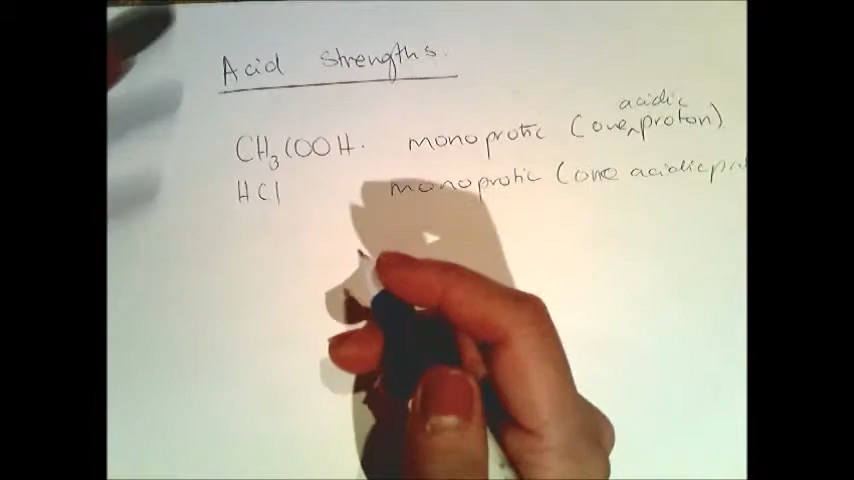 Acid strengths.
acidic
CH₃COOH. monoprotic (one ^ proton)
HCl monoprotic (one acidic